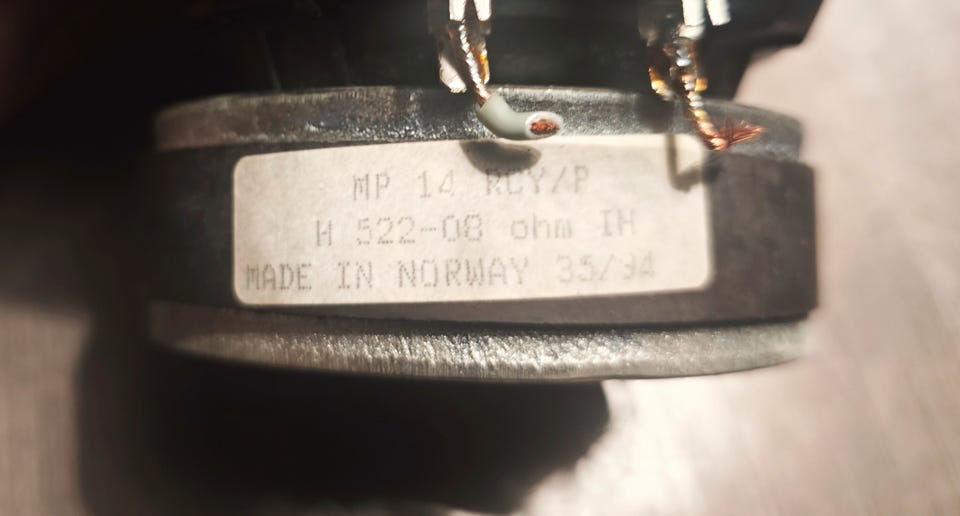 MP 14 RCY/P
H 522-08 ohm IH
MADE IN NORWAY 35/94